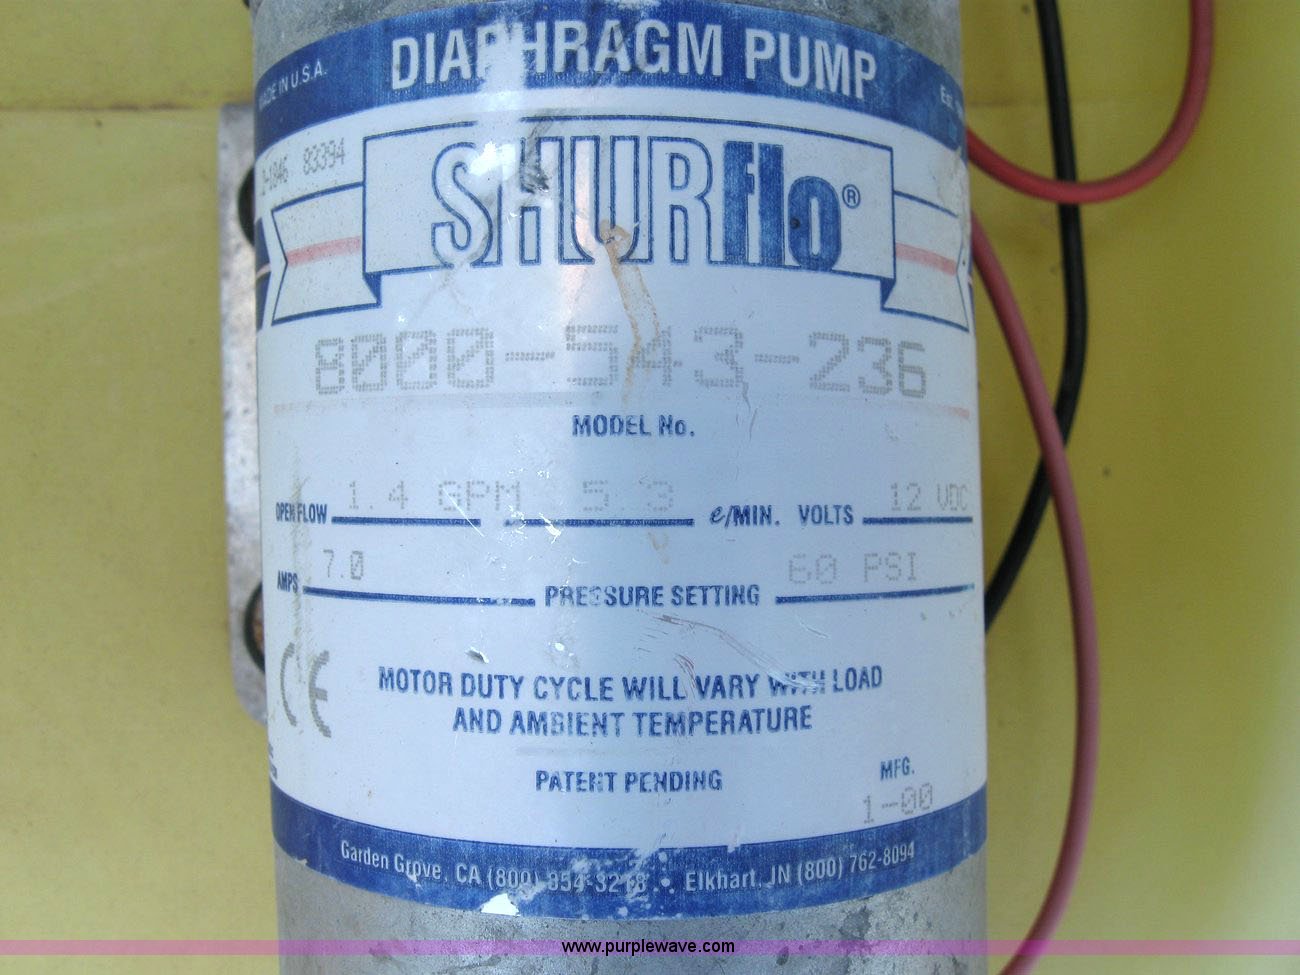 DIAPHRAGM PUMP
MADE IN U.S.A.
83394
SHURflo®
8000-543-236
MODEL No.
OPEN FLOW 1.4 GPM 5.3 ℓ/MIN. VOLTS 12 VDC
AMPS 7.0 PRESSURE SETTING 60 PSI
CE
MOTOR DUTY CYCLE WILL VARY WITH LOAD
AND AMBIENT TEMPERATURE
PATENT PENDING
MFG.
1-00
Garden Grove, CA (800) 854-3218 • Elkhart, IN (800) 762-8094
www.purplewave.com